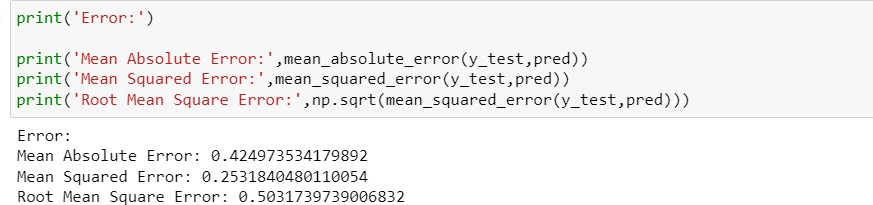 print('Error:')
print('Mean Absolute Error:',mean_absolute_error(y_test,pred))
print('Mean Squared Error:',mean_squared_error(y_test,pred))
print('Root Mean Square Error:',np.sqrt(mean_squared_error(y_test,pred)))
Error:
Mean Absolute Error: 0.424973534179892
Mean Squared Error: 0.2531840480110054
Root Mean Square Error: 0.5031739739006832